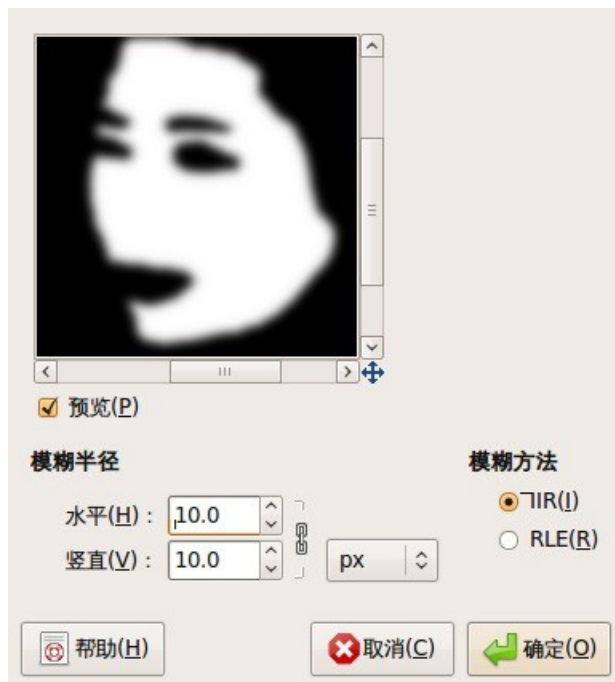 预览(P)
模糊半径
模糊方法
水平(H)：
10.0
IIR(I)
竖直(V)：
10.0
px
RLE(R)
帮助(H)
取消(C)
确定(O)